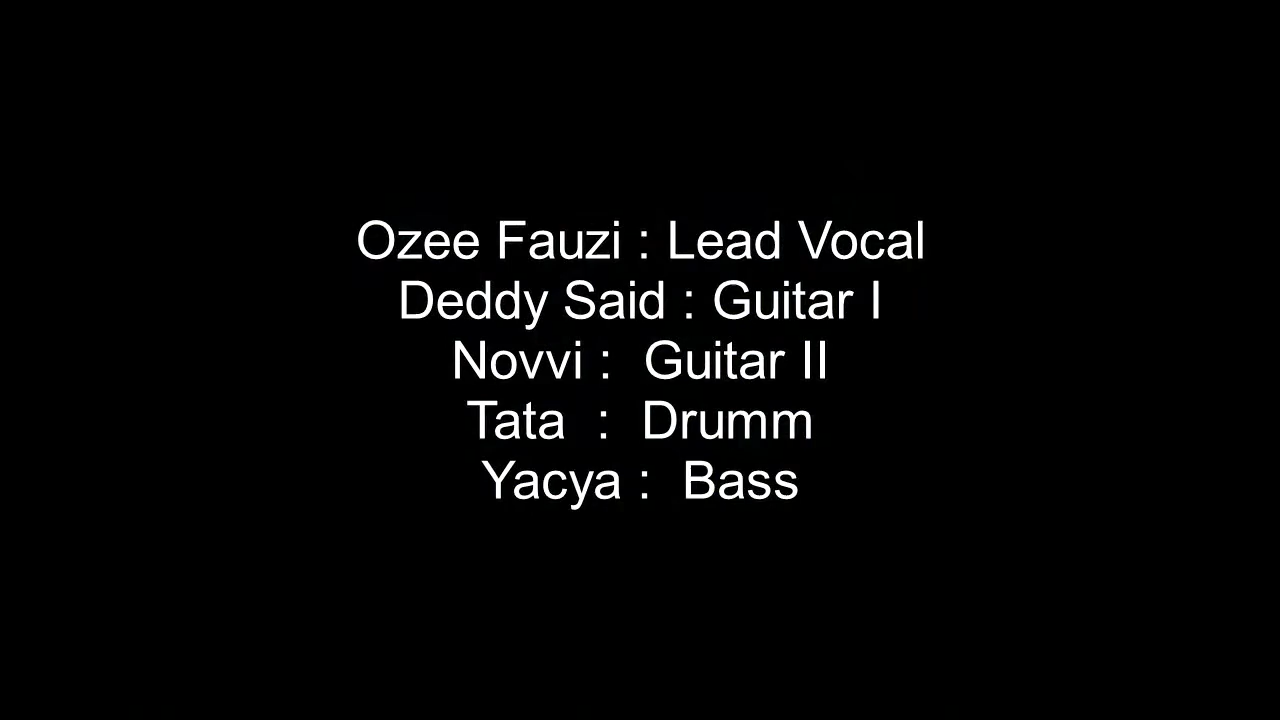 Ozee Fauzi : Lead Vocal
Deddy Said : Guitar I
Novvi :  Guitar II
Tata  :  Drumm
Yacya :  Bass